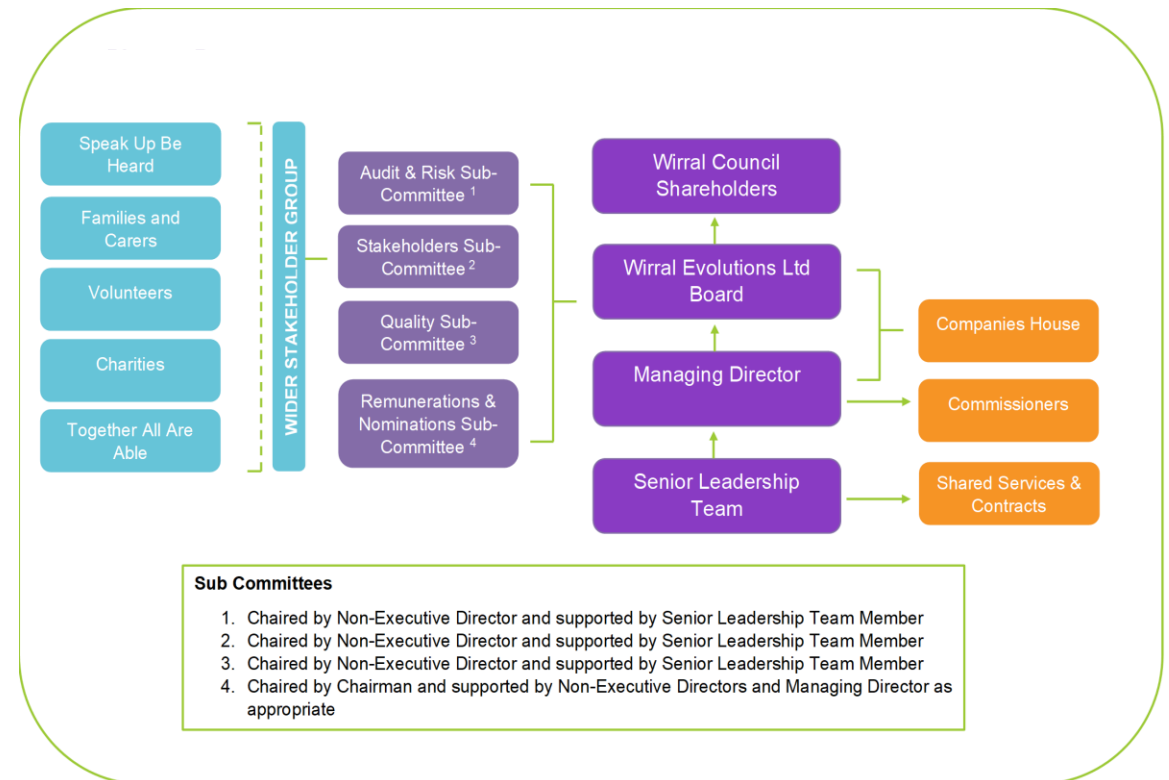 Speak Up Be
Heard
Families and
Carers
Volunteers
Charities
Together All Are
Able
WIDER STAKEHOLDER GROUP
Audit & Risk Sub-
Committee 1
Stakeholders Sub-
Committee 2
Quality Sub-
Committee 3
Remunerations &
Nominations Sub-
Committee 4
Wirral Council
Shareholders
Wirral Evolutions Ltd
Board
Managing Director
Senior Leadership
Team
Companies House
Commissioners
Shared Services &
Contracts
Sub Committees
1. Chaired by Non-Executive Director and supported by Senior Leadership Team Member
2. Chaired by Non-Executive Director and supported by Senior Leadership Team Member
3. Chaired by Non-Executive Director and supported by Senior Leadership Team Member
4. Chaired by Chairman and supported by Non-Executive Directors and Managing Director as
appropriate